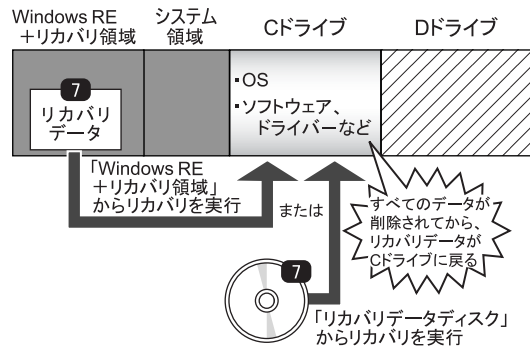 Windows RE
＋リカバリ領域
システム
領域
Cドライブ
Dドライブ
7
リカバリ
データ
・OS
・ソフトウェア、
ドライバーなど
「Windows RE
＋リカバリ領域」
からリカバリを実行
または
すべてのデータが
削除されてから、
リカバリデータが
Cドライブに戻る
7
「リカバリデータディスク」
からリカバリを実行